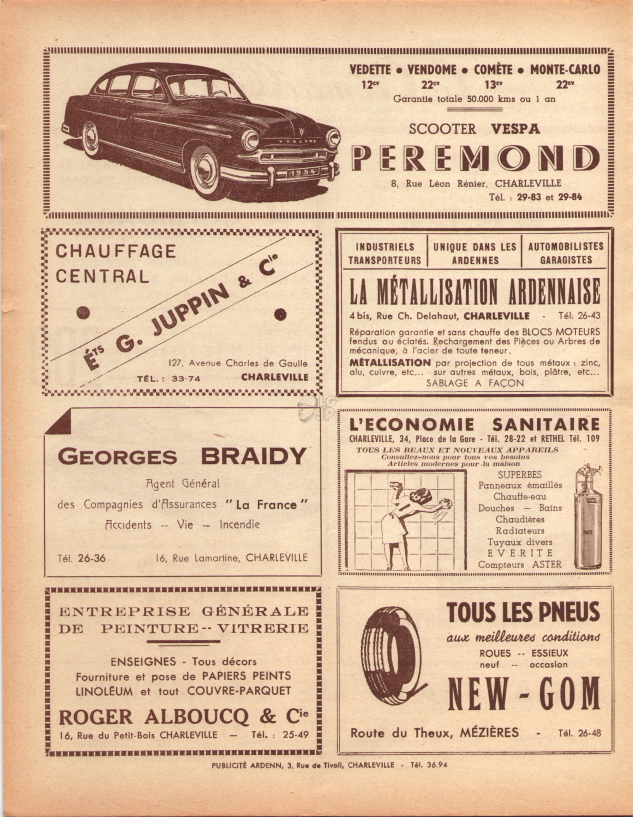 VEDETTE • VENDOME • COMÈTE • MONTE-CARLO
12cv 22cv 13cv 22cv
Garantie totale 50.000 kms ou 1 an
SCOOTER VESPA
PEREMOND
8, Rue Léon Rénier, CHARLEVILLE
Tél. : 29-83 et 29-84
1954
CHAUFFAGE
CENTRAL
Éts G. JUPPIN & Cie
127, Avenue Charles de Gaulle
TÉL. : 33-74 CHARLEVILLE
INDUSTRIELS
TRANSPORTEURS
UNIQUE DANS LES
ARDENNES
AUTOMOBILISTES
GARAGISTES
LA MÉTALLISATION ARDENNAISE
4 bis, Rue Ch. Delahaut, CHARLEVILLE - Tél. 26-43
Réparation garantie et sans chauffe des BLOCS MOTEURS
fendus ou éclatés. Rechargement des Pièces ou Arbres de
mécanique, à l'acier de toute teneur.
MÉTALLISATION par projection de tous métaux : zinc,
alu, cuivre, etc... sur autres métaux, bois, plâtre, etc...
SABLAGE A FAÇON
GEORGES BRAIDY
Agent Général
des Compagnies d'Assurances "La France"
Accidents -- Vie -- Incendie
Tél. 26-36 16, Rue Lamartine, CHARLEVILLE
L'ECONOMIE SANITAIRE
CHARLEVILLE, 34, Place de la Gare - Tél. 28-22 et RETHEL Tél. 109
TOUS LES BEAUX ET NOUVEAUX APPAREILS
Consultez-nous pour tous vos besoins
Articles modernes pour la maison
SUPERBES
Panneaux émaillés
Chauffe-eau
Douches -- Bains
Chaudières
Radiateurs
Tuyaux divers
EVERITE
Compteurs ASTER
ENTREPRISE GÉNÉRALE
DE PEINTURE -- VITRERIE
ENSEIGNES - Tous décors
Fourniture et pose de PAPIERS PEINTS
LINOLÉUM et tout COUVRE-PARQUET
ROGER ALBOUCQ & Cie
16, Rue du Petit-Bois CHARLEVILLE — Tél. : 25-49
TOUS LES PNEUS
aux meilleures conditions
ROUES -- ESSIEUX
neuf -- occasion
NEW - GOM
Route du Theux, MÉZIÈRES - Tél. 26-48
PUBLICITÉ ARDENN, 3, Rue de Tivoli, CHARLEVILLE - Tél. 36.94